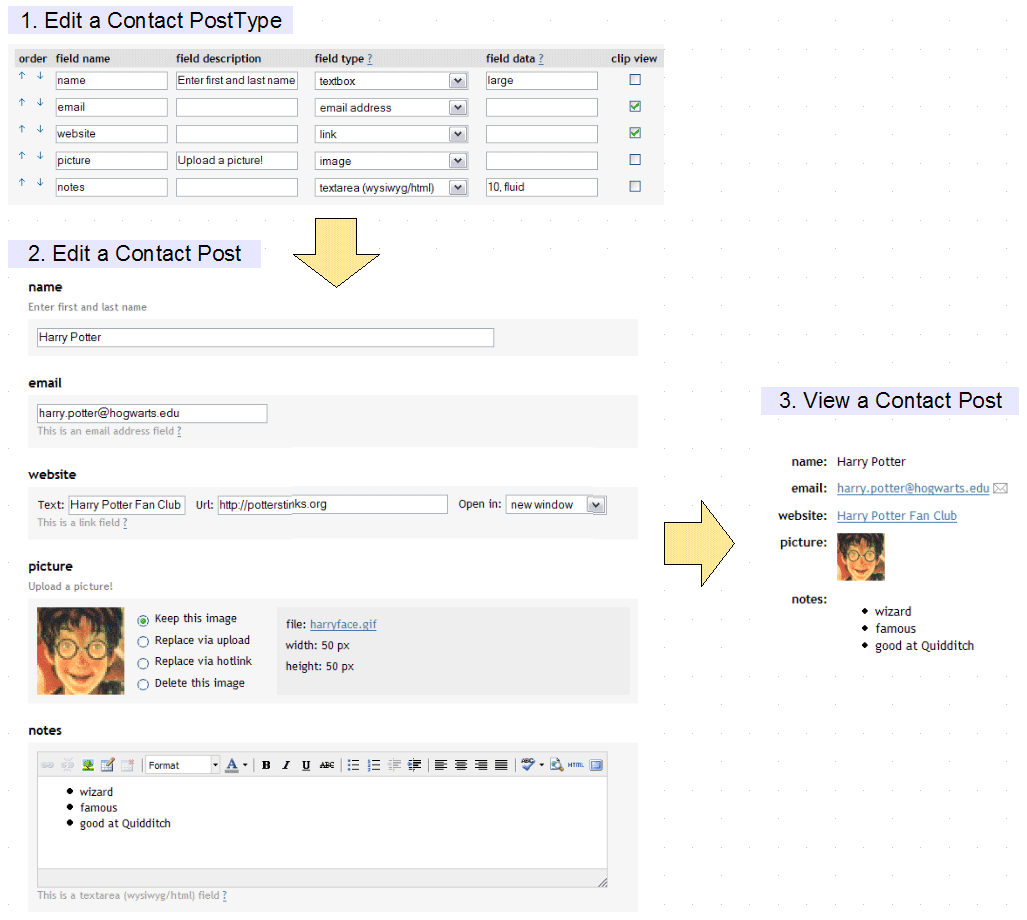 1. Edit a Contact PostType
order field name field description field type ? field data ? clip view
↑ ↓ name Enter first and last name textbox large
↑ ↓ email email address
↑ ↓ website link
↑ ↓ picture Upload a picture! image
↑ ↓ notes textarea (wysiwyg/html) 10, fluid
2. Edit a Contact Post
name
Enter first and last name
Harry Potter
email
harry.potter@hogwarts.edu
This is an email address field ?
website
Text: Harry Potter Fan Club Url: http://potterstinks.org Open in: new window
This is a link field ?
picture
Upload a picture!
Keep this image
Replace via upload
Replace via hotlink
Delete this image
file: harryface.gif
width: 50 px
height: 50 px
notes
Format A B I U ABC ABC HTML
wizard
famous
good at Quidditch
This is a textarea (wysiwyg/html) field ?
3. View a Contact Post
name: Harry Potter
email: harry.potter@hogwarts.edu
website: Harry Potter Fan Club
picture:
notes:
wizard
famous
good at Quidditch